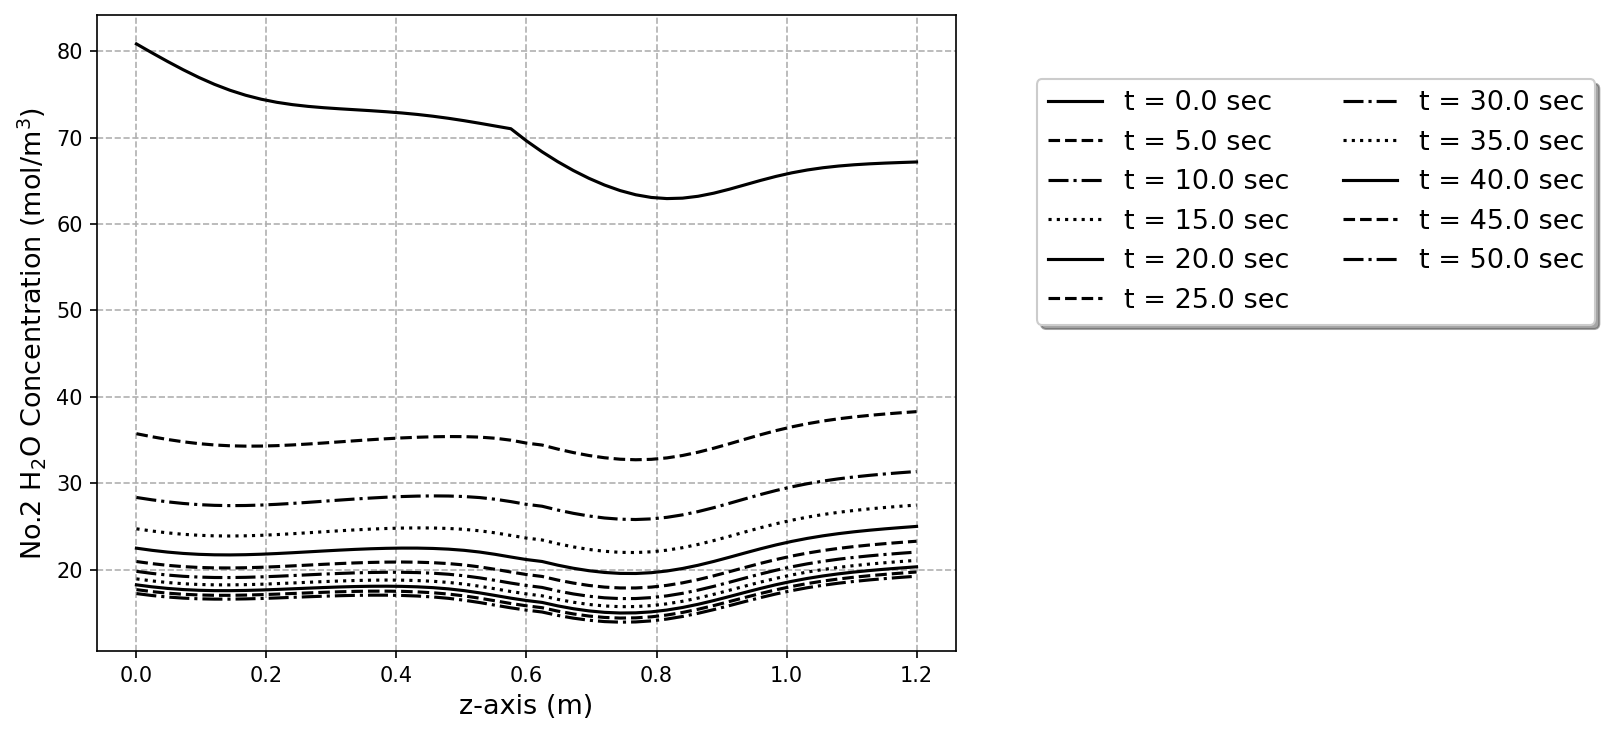 80
70
60
50
40
30
20
No.2 H₂O Concentration (mol/m³)
0.0 0.2 0.4 0.6 0.8 1.0 1.2
z-axis (m)
t = 0.0 sec
t = 5.0 sec
t = 10.0 sec
t = 15.0 sec
t = 20.0 sec
t = 25.0 sec
t = 30.0 sec
t = 35.0 sec
t = 40.0 sec
t = 45.0 sec
t = 50.0 sec